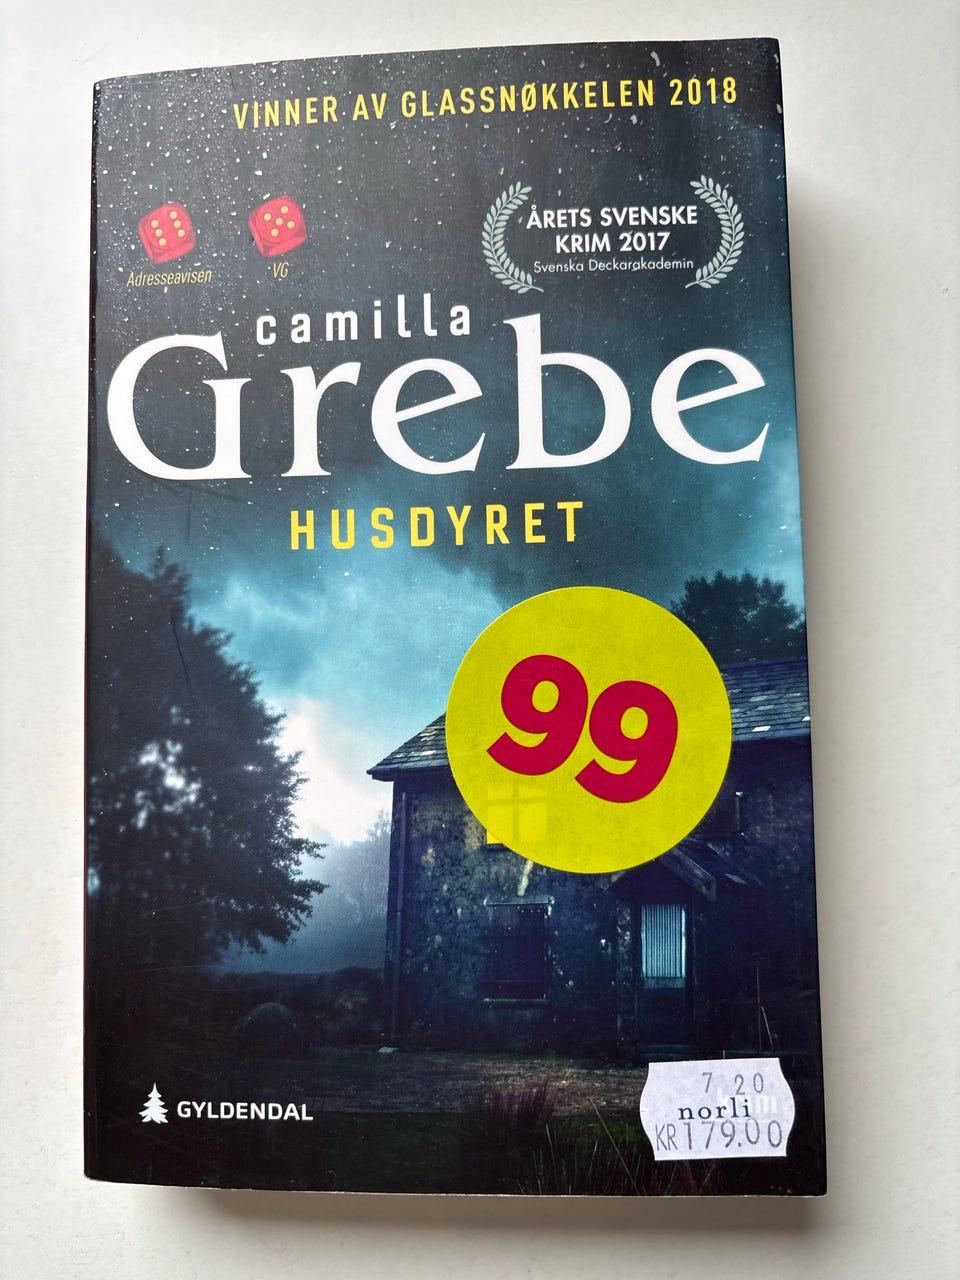 VINNER AV GLASSNØKKELEN 2018
ÅRETS SVENSKE
KRIM 2017
Svenska Deckarakademin
Adresseavisen
VG
camilla
Grebe
HUSDYRET
99
GYLDENDAL
7 20
norli
KR 179.00